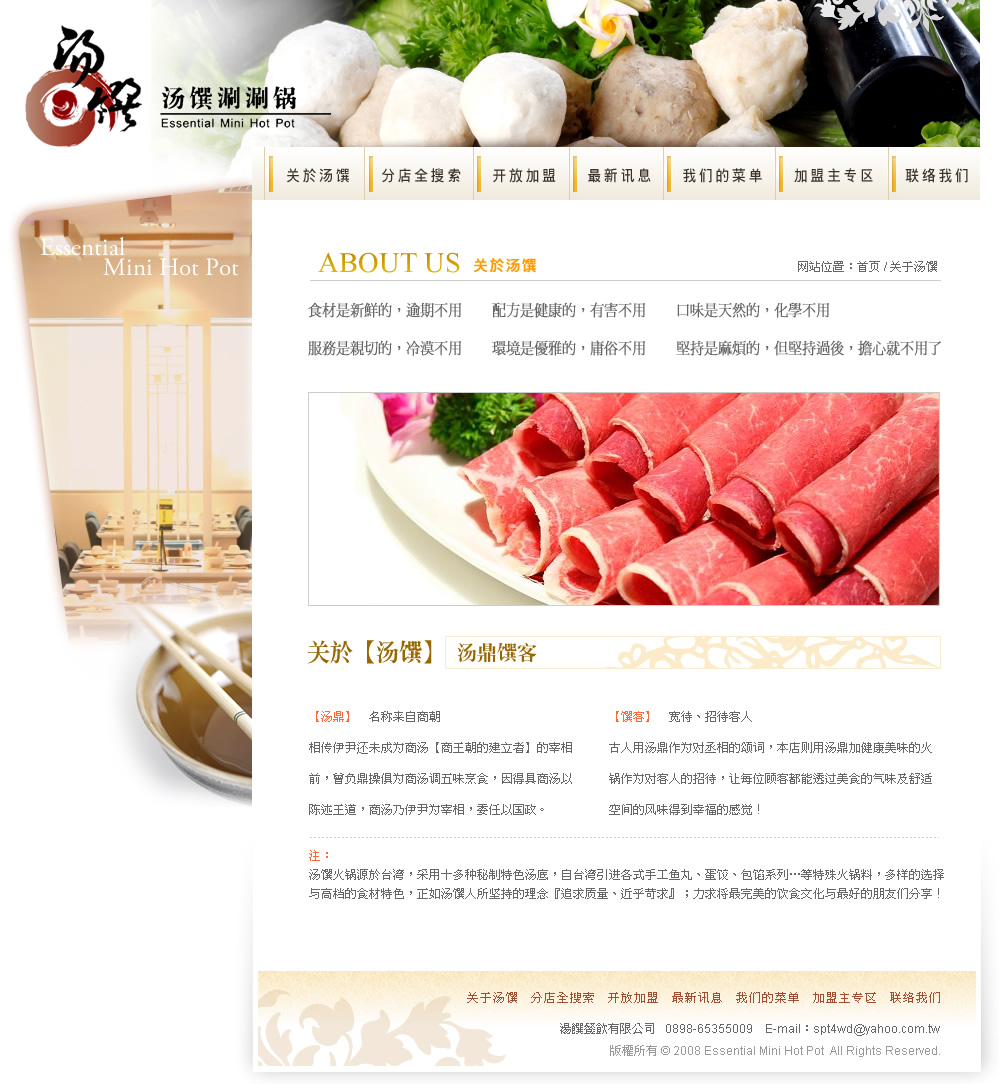 汤馔
汤馔涮涮锅
Essential Mini Hot Pot
关於汤馔 分店全搜索 开放加盟 最新讯息 我们的菜单 加盟主专区 联络我们
Essential
Mini Hot Pot
ABOUT US 关於汤馔 网站位置：首页 / 关于汤馔
食材是新鮮的，逾期不用 配方是健康的，有害不用 口味是天然的，化學不用
服務是親切的，冷漠不用 環境是優雅的，庸俗不用 堅持是麻煩的，但堅持過後，擔心就不用了
关於【汤馔】 汤鼎馔客
【汤鼎】 名称来自商朝
相传伊尹还未成为商汤【商王朝的建立者】的宰相
前，曾负鼎操俱为商汤调五味烹食，因得具商汤以
陈述王道，商汤乃伊尹为宰相，委任以国政。
【馔客】 宽待、招待客人
古人用汤鼎作为对丞相的颂词，本店则用汤鼎加健康美味的火
锅作为对客人的招待，让每位顾客都能透过美食的气味及舒适
空间的风味得到幸福的感觉！
注：
汤馔火锅源於台湾，采用十多种秘制特色汤底，自台湾引进各式手工鱼丸、蛋饺、包馅系列…等特殊火锅料，多样的选择
与高档的食材特色，正如汤馔人所坚持的理念『追求质量、近乎苛求』；力求将最完美的饮食文化与最好的朋友们分享！
关于汤馔 分店全搜索 开放加盟 最新讯息 我们的菜单 加盟主专区 联络我们
湯饌餐飲有限公司 0898-65355009 E-mail：spt4wd@yahoo.com.tw
版權所有 © 2008 Essential Mini Hot Pot All Rights Reserved.